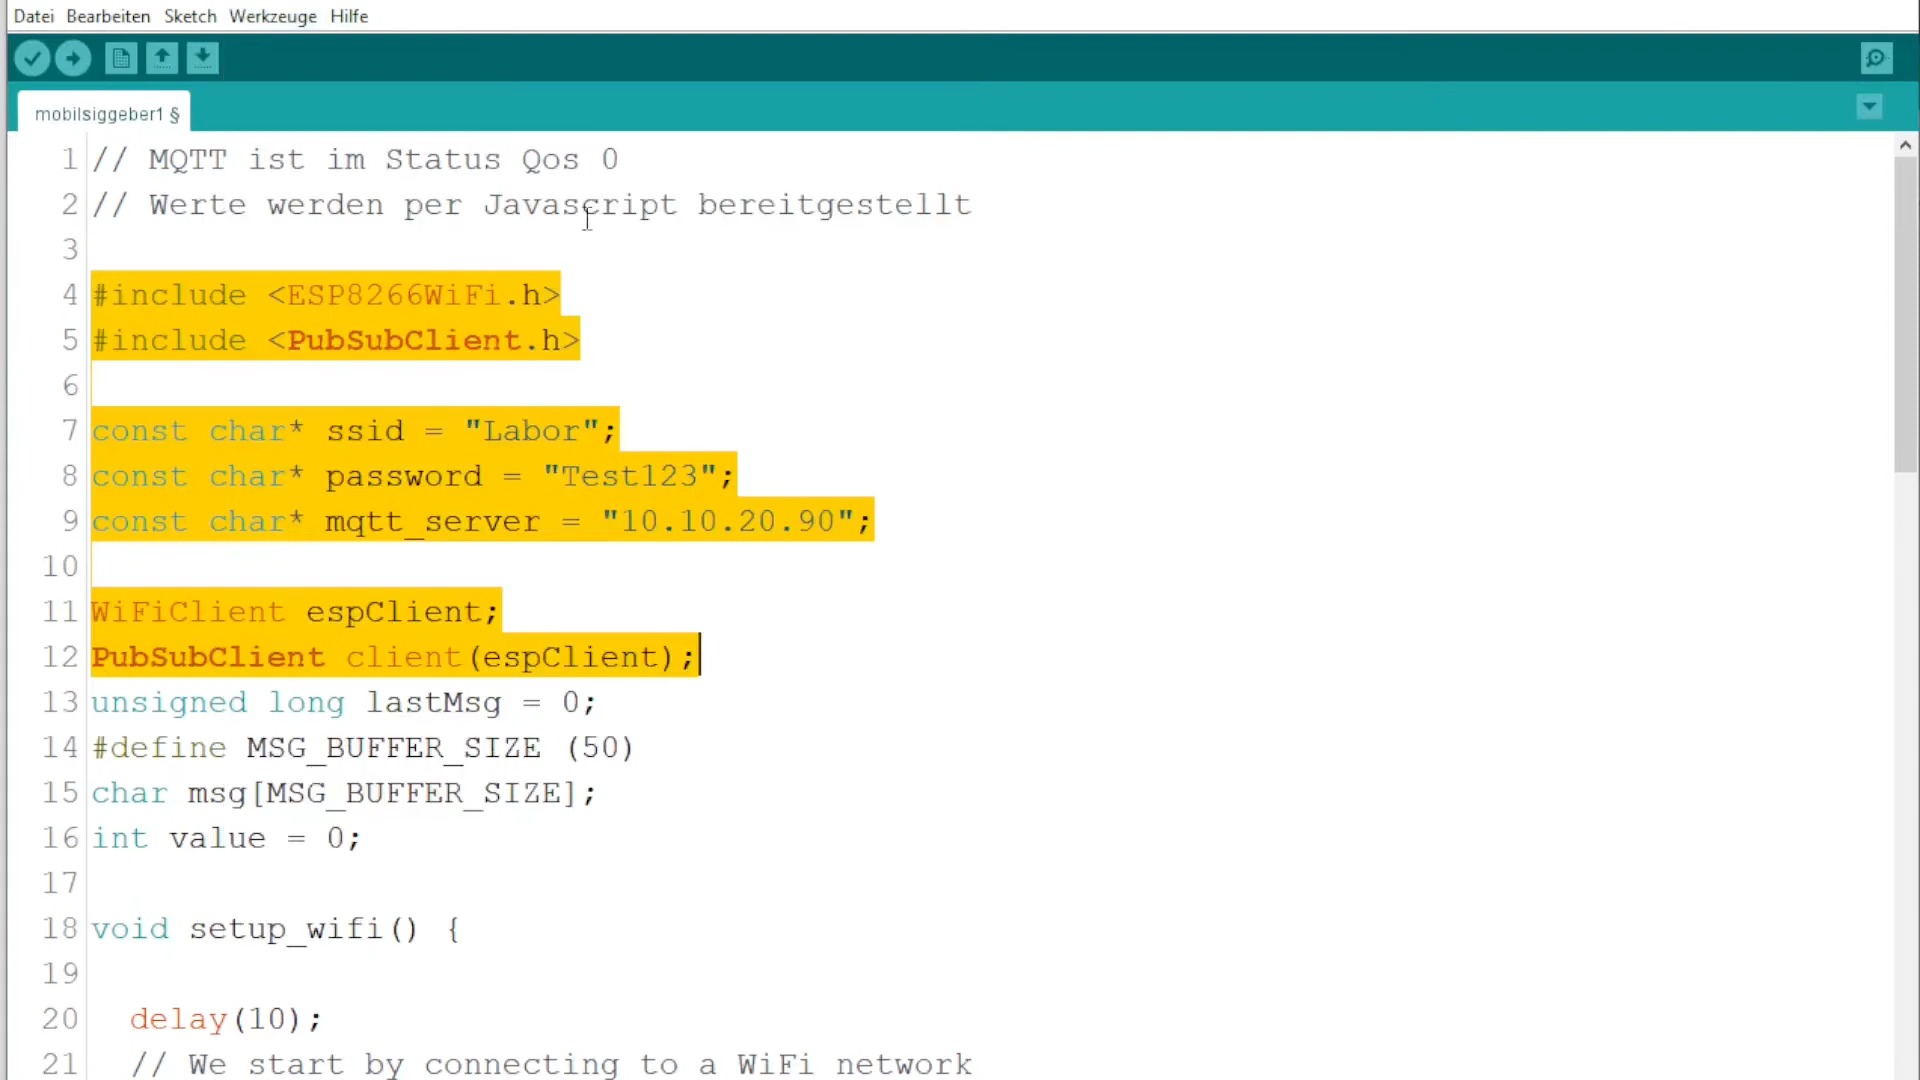 Datei Bearbeiten Sketch Werkzeuge Hilfe
mobilsiggeber1 §
1 // MQTT ist im Status Qos 0
2 // Werte werden per Javascript bereitgestellt
3
4 #include <ESP8266WiFi.h>
5 #include <PubSubClient.h>
6
7 const char* ssid = "Labor";
8 const char* password = "Test123";
9 const char* mqtt_server = "10.10.20.90";
10
11 WiFiClient espClient;
12 PubSubClient client(espClient);
13 unsigned long lastMsg = 0;
14 #define MSG_BUFFER_SIZE (50)
15 char msg[MSG_BUFFER_SIZE];
16 int value = 0;
17
18 void setup_wifi() {
19
20 delay(10);
21 // We start by connecting to a WiFi network